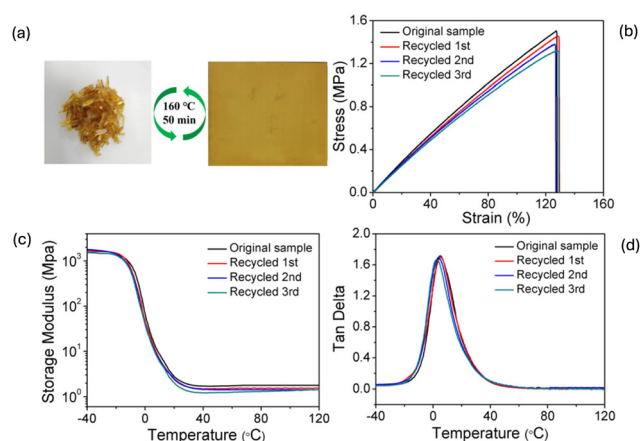 (a)
160 ℃
50 min
(b)
Stress (MPa)
1.8
1.2
0.6
0.0
Original sample
Recycled 1st
Recycled 2nd
Recycled 3rd
0 40 80 120 160
Strain (%)
(c)
Storage Modulus (Mpa)
10³
10²
10¹
10⁰
Original sample
Recycled 1st
Recycled 2nd
Recycled 3rd
-40 0 40 80 120
Temperature (°C)
(d)
Tan Delta
2.0
1.6
1.2
0.8
0.4
0.0
Original sample
Recycled 1st
Recycled 2nd
Recycled 3rd
-40 0 40 80 120
Temperature (°C)